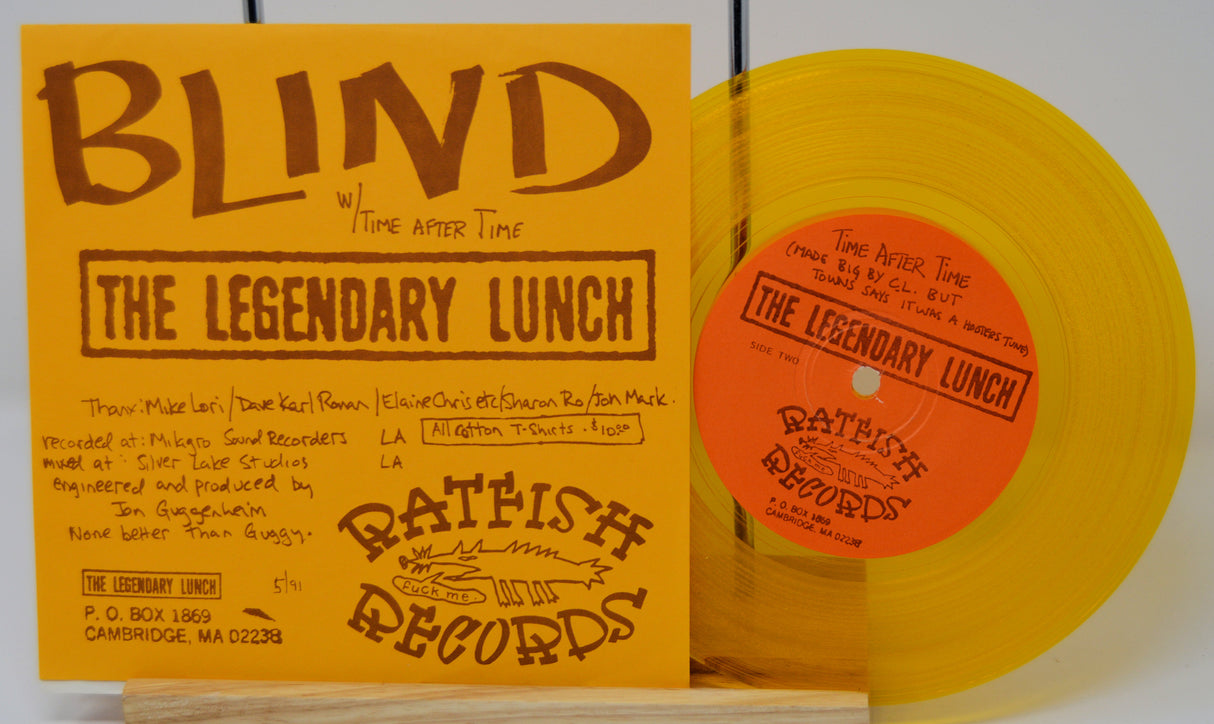 BLIND
w/TIME AFTER TIME
THE LEGENDARY LUNCH
Thanx: Mike Lori/Dave Karl Ronan/Elaine Chris etc/Sharon Ro/Jon Mark.
recorded at: Milagro Sound Recorders LA
All cotton T-Shirts - $10.00
mixed at: Silver Lake Studios LA
engineered and produced by
Jon Guggenheim
None better than Guggy.
RATFISH
fuck me.
RECORDS
THE LEGENDARY LUNCH 5/91
P. O. BOX 1869
CAMBRIDGE, MA 02238
TIME AFTER TIME
(MADE BIG BY C.L. BUT
TOWNS SAYS IT WAS A HOOTERS TUNE)
THE LEGENDARY LUNCH
SIDE TWO
RATFISH
fuck me.
RECORDS
P. O. BOX 1869
CAMBRIDGE, MA 02238